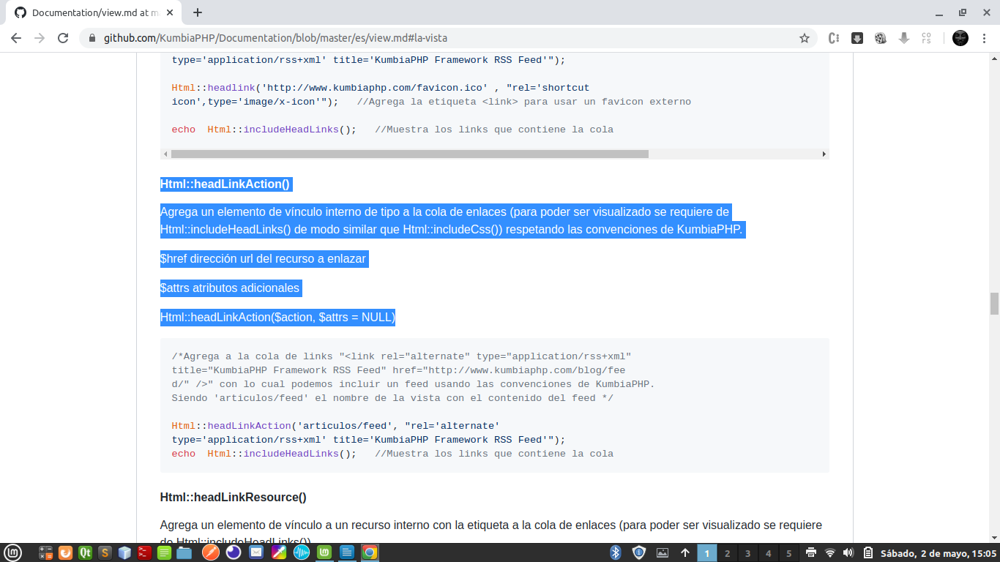 Documentation/view.md at m
github.com/KumbiaPHP/Documentation/blob/master/es/view.md#la-vista
C:
co
rs
type='application/rss+xml' title='KumbiaPHP Framework RSS Feed'");
Html::headlink('http://www.kumbiaphp.com/favicon.ico' , "rel='shortcut
icon',type='image/x-icon'");   //Agrega la etiqueta <link> para usar un favicon externo
echo  Html::includeHeadLinks();   //Muestra los links que contiene la cola
Html::headLinkAction()
Agrega un elemento de vínculo interno de tipo a la cola de enlaces (para poder ser visualizado se requiere de
Html::includeHeadLinks() de modo similar que Html::includeCss()) respetando las convenciones de KumbiaPHP.
$href dirección url del recurso a enlazar
$attrs atributos adicionales
Html::headLinkAction($action, $attrs = NULL)
/*Agrega a la cola de links "<link rel="alternate" type="application/rss+xml"
title="KumbiaPHP Framework RSS Feed" href="http://www.kumbiaphp.com/blog/fee
d/" />" con lo cual podemos incluir un feed usando las convenciones de KumbiaPHP.
Siendo 'articulos/feed' el nombre de la vista con el contenido del feed */
Html::headLinkAction('articulos/feed', "rel='alternate'
type='application/rss+xml' title='KumbiaPHP Framework RSS Feed'");
echo  Html::includeHeadLinks();   //Muestra los links que contiene la cola
Html::headLinkResource()
Agrega un elemento de vínculo a un recurso interno con la etiqueta a la cola de enlaces (para poder ser visualizado se requiere
de Html::includeHeadLinks())
Qt
S
1 2 3 4 5
Sábado, 2 de mayo, 15:05